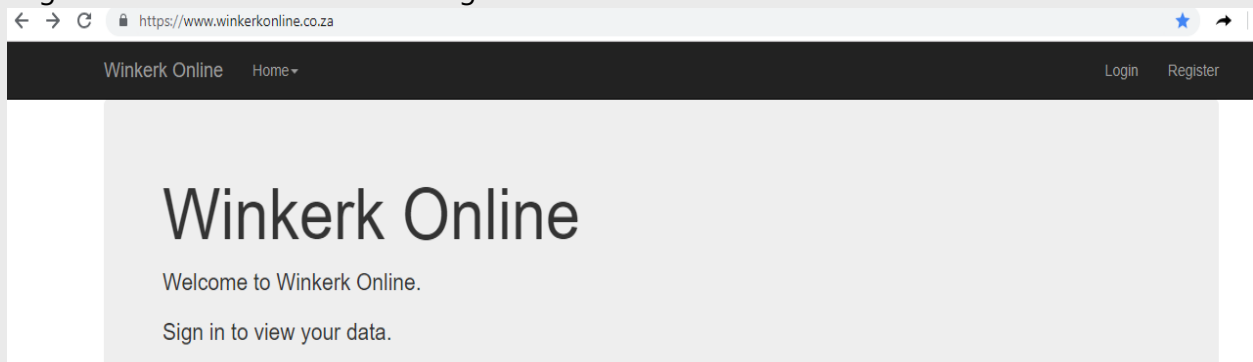 https://www.winkerkonline.co.za
Winkerk Online Home Login Register
Winkerk Online
Welcome to Winkerk Online.
Sign in to view your data.